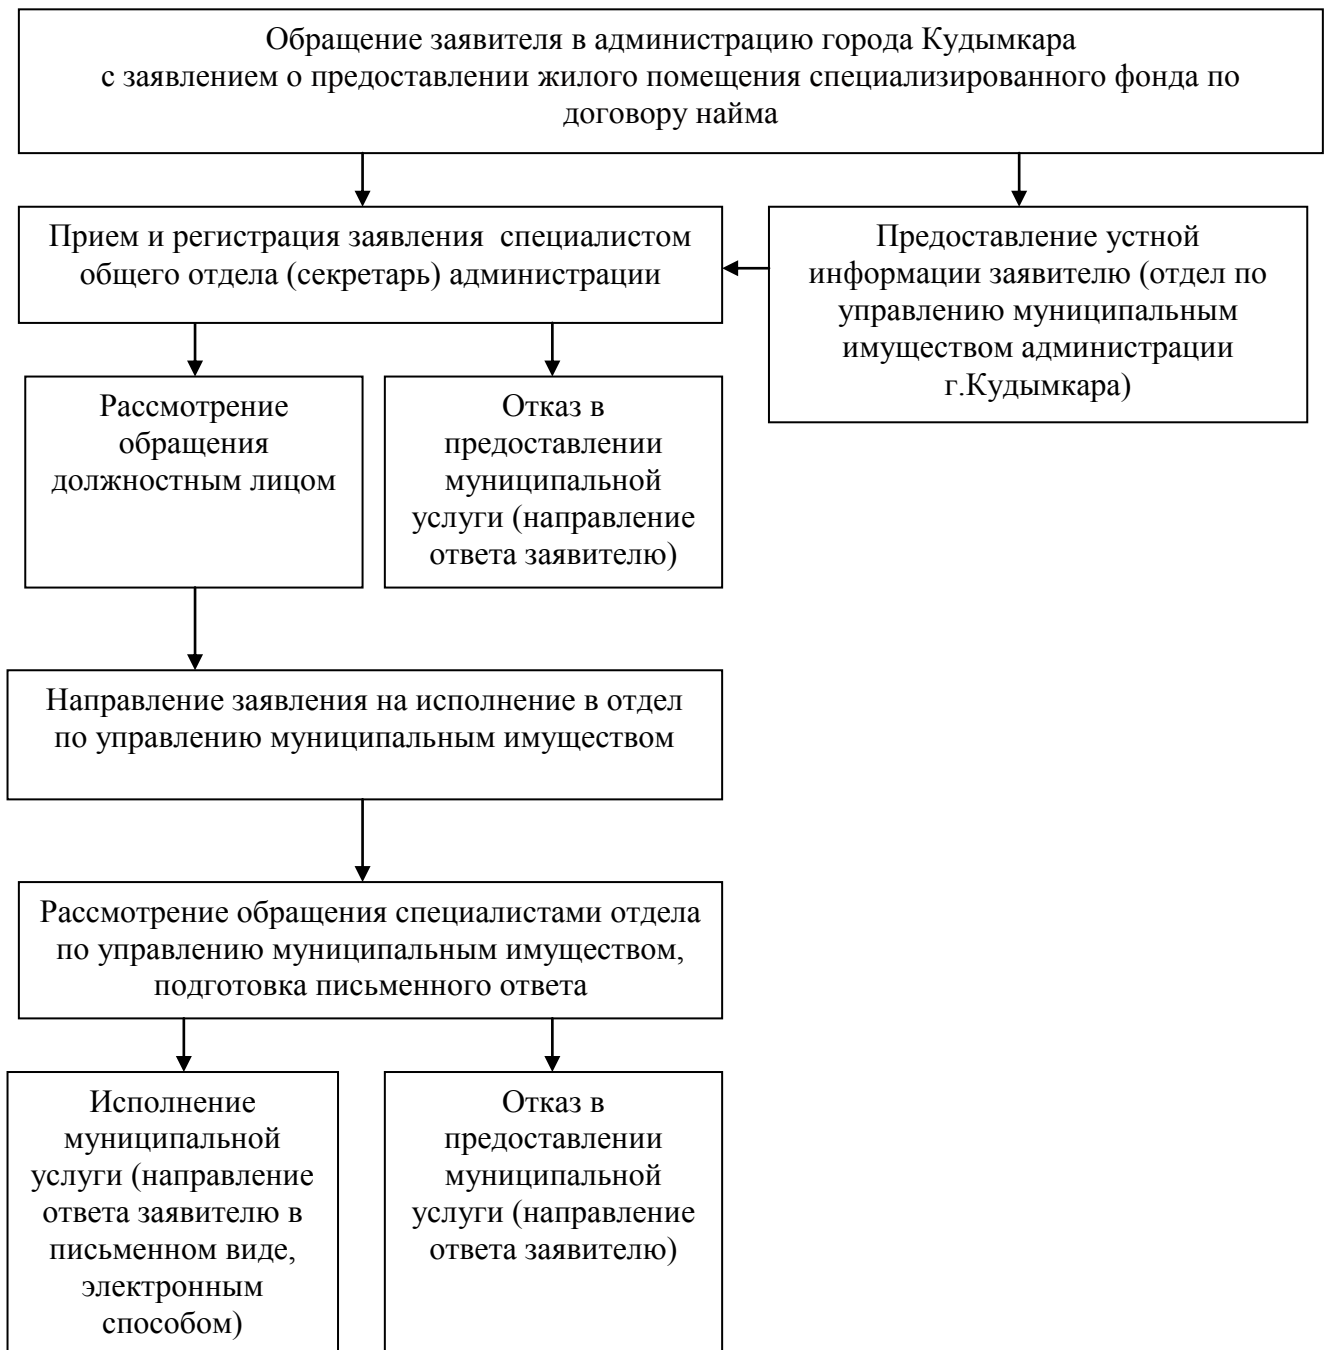 Обращение заявителя в администрацию города Кудымкара
с заявлением о предоставлении жилого помещения специализированного фонда по
договору найма
Прием и регистрация заявления специалистом
общего отдела (секретарь) администрации
Предоставление устной
информации заявителю (отдел по
управлению муниципальным
имуществом администрации
г.Кудымкара)
Рассмотрение
обращения
должностным лицом
Отказ в
предоставлении
муниципальной
услуги (направление
ответа заявителю)
Направление заявления на исполнение в отдел
по управлению муниципальным имуществом
Рассмотрение обращения специалистами отдела
по управлению муниципальным имуществом,
подготовка письменного ответа
Исполнение
муниципальной
услуги (направление
ответа заявителю в
письменном виде,
электронным
способом)
Отказ в
предоставлении
муниципальной
услуги (направление
ответа заявителю)